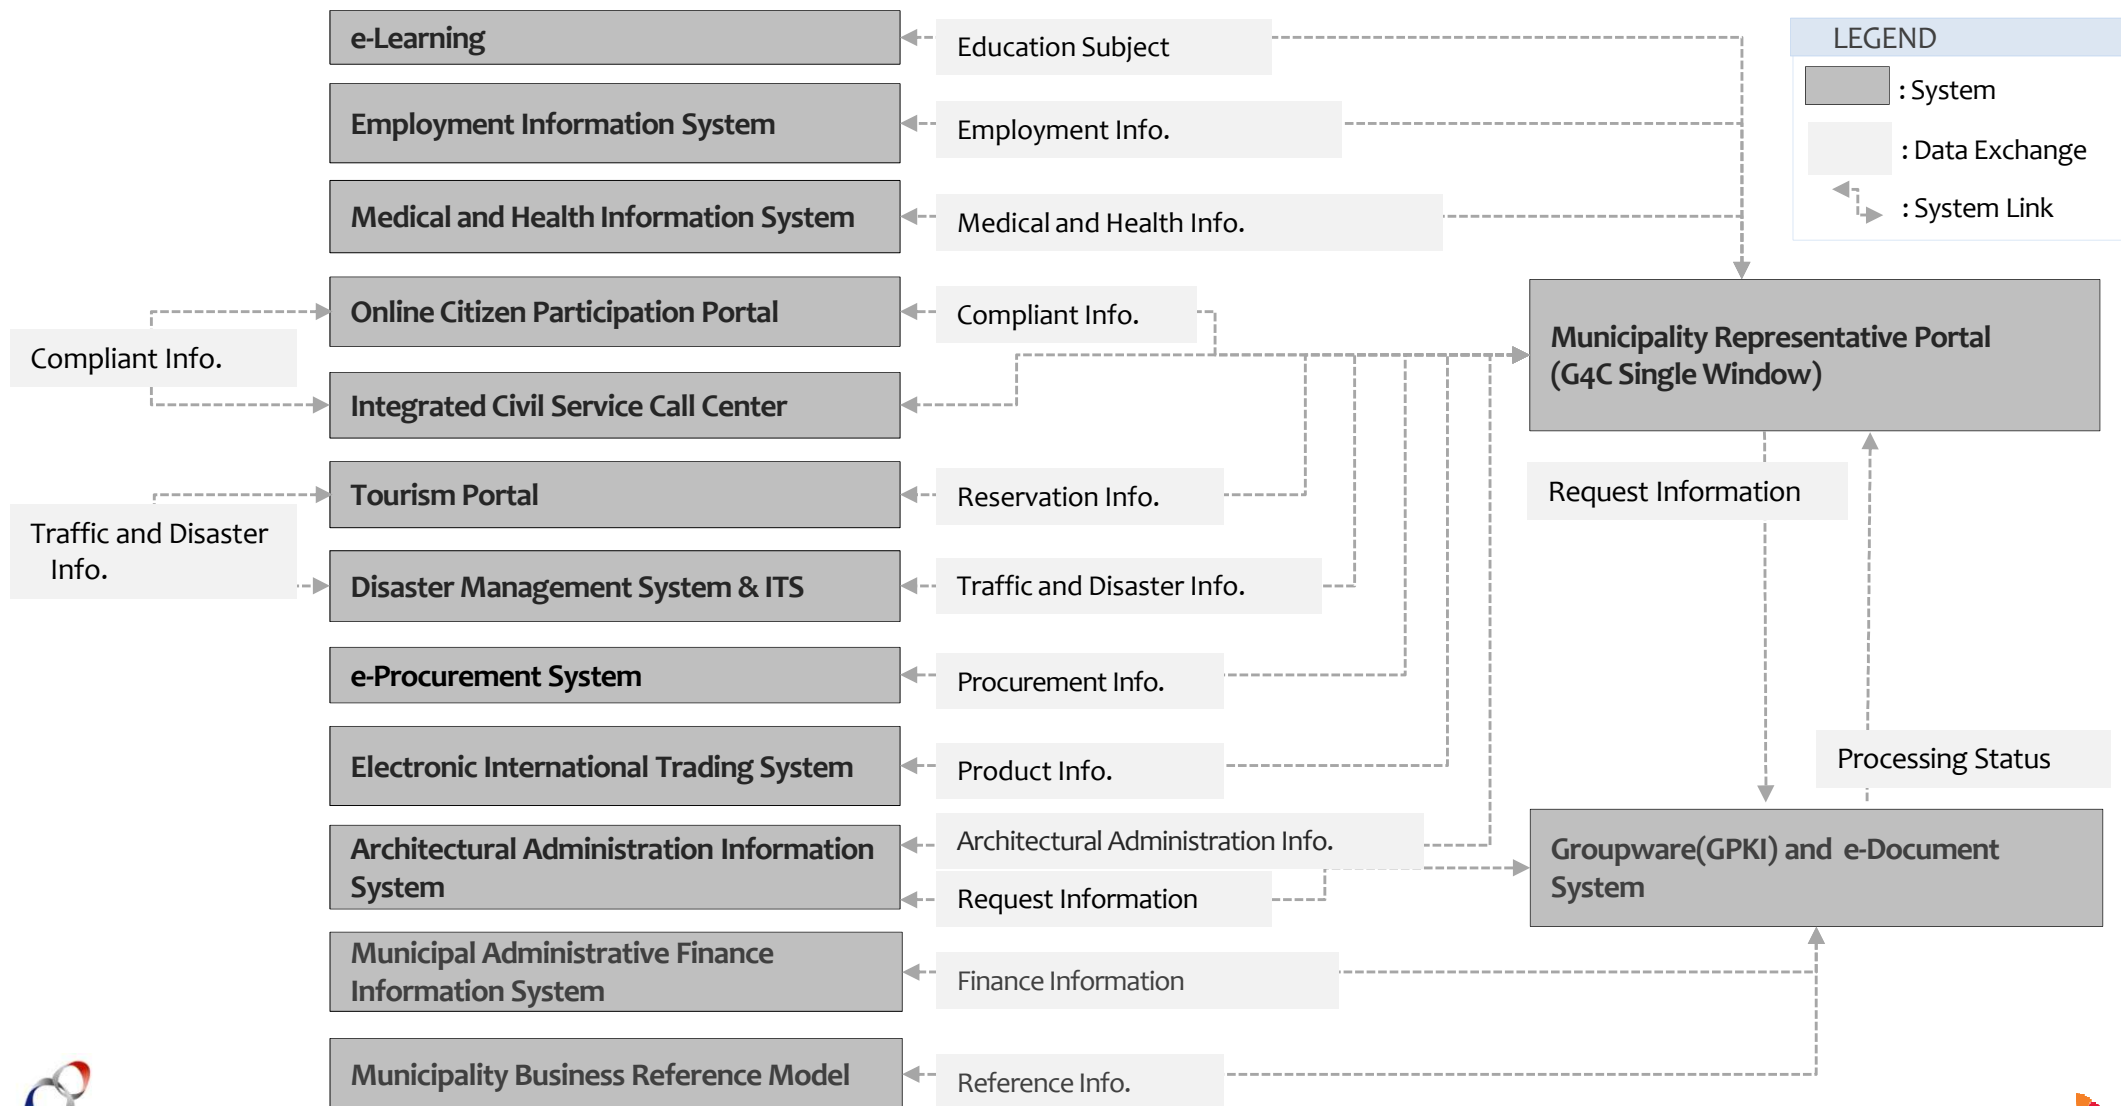 e-Learning
Education Subject
LEGEND
: System
: Data Exchange
: System Link
Employment Information System
Employment Info.
Medical and Health Information System
Medical and Health Info.
Online Citizen Participation Portal
Compliant Info.
Compliant Info.
Municipality Representative Portal
(G4C Single Window)
Integrated Civil Service Call Center
Tourism Portal
Reservation Info.
Request Information
Traffic and Disaster
Info.
Disaster Management System & ITS
Traffic and Disaster Info.
e-Procurement System
Procurement Info.
Electronic International Trading System
Product Info.
Processing Status
Architectural Administration Information
System
Architectural Administration Info.
Request Information
Groupware(GPKI) and e-Document
System
Municipal Administrative Finance
Information System
Finance Information
Municipality Business Reference Model
Reference Info.